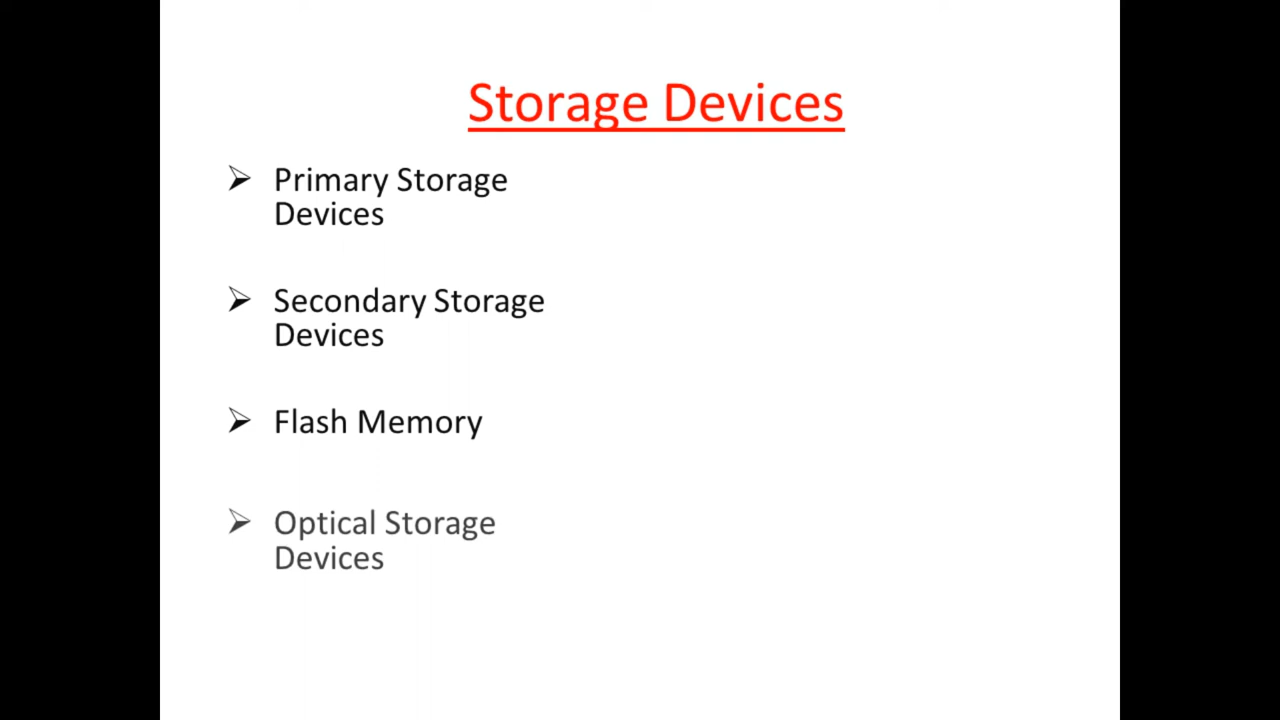 Storage Devices
Primary Storage
Devices
Secondary Storage
Devices
Flash Memory
Optical Storage
Devices